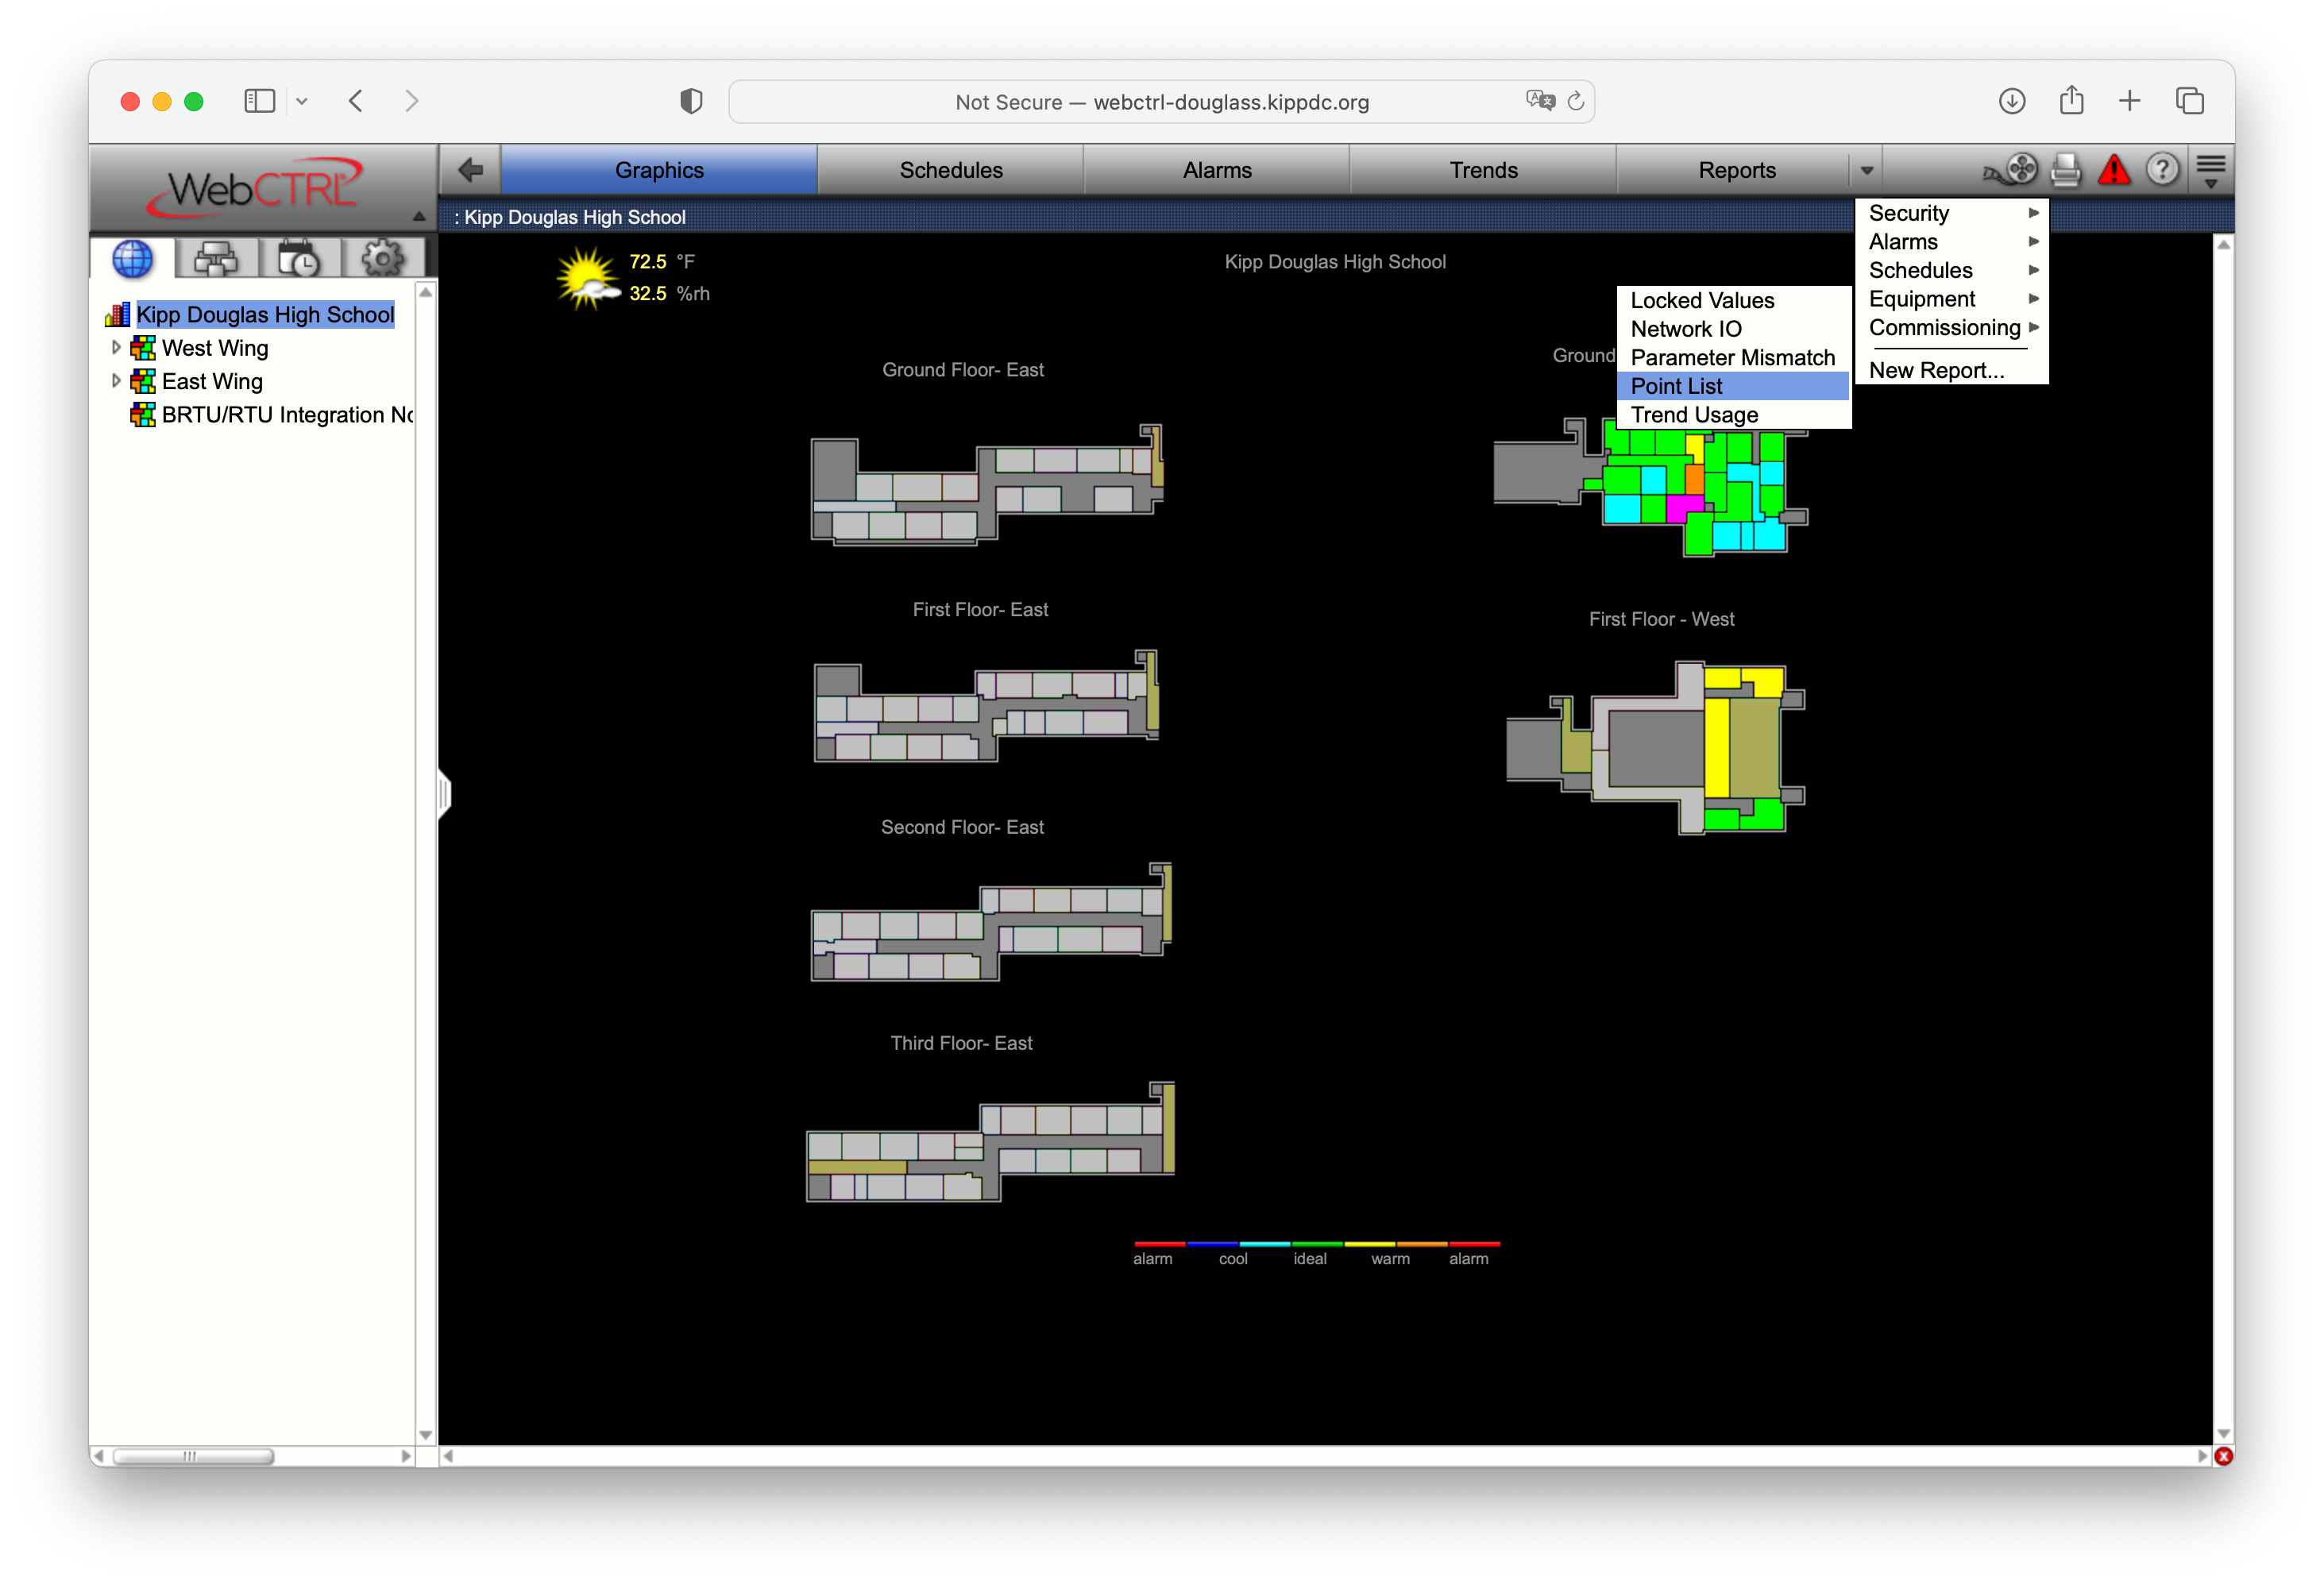 Not Secure — webctrl-douglass.kippdc.org
WebCTRL
Graphics
Schedules
Alarms
Trends
Reports
: Kipp Douglas High School
Kipp Douglas High School
West Wing
East Wing
BRTU/RTU Integration
72.5 °F
32.5 %rh
Kipp Douglas High School
Security
Alarms
Schedules
Equipment
Commissioning
New Report...
Locked Values
Network IO
Parameter Mismatch
Point List
Trend Usage
Ground Floor- East
Ground
First Floor- East
First Floor - West
Second Floor- East
Third Floor- East
alarm
cool
ideal
warm
alarm